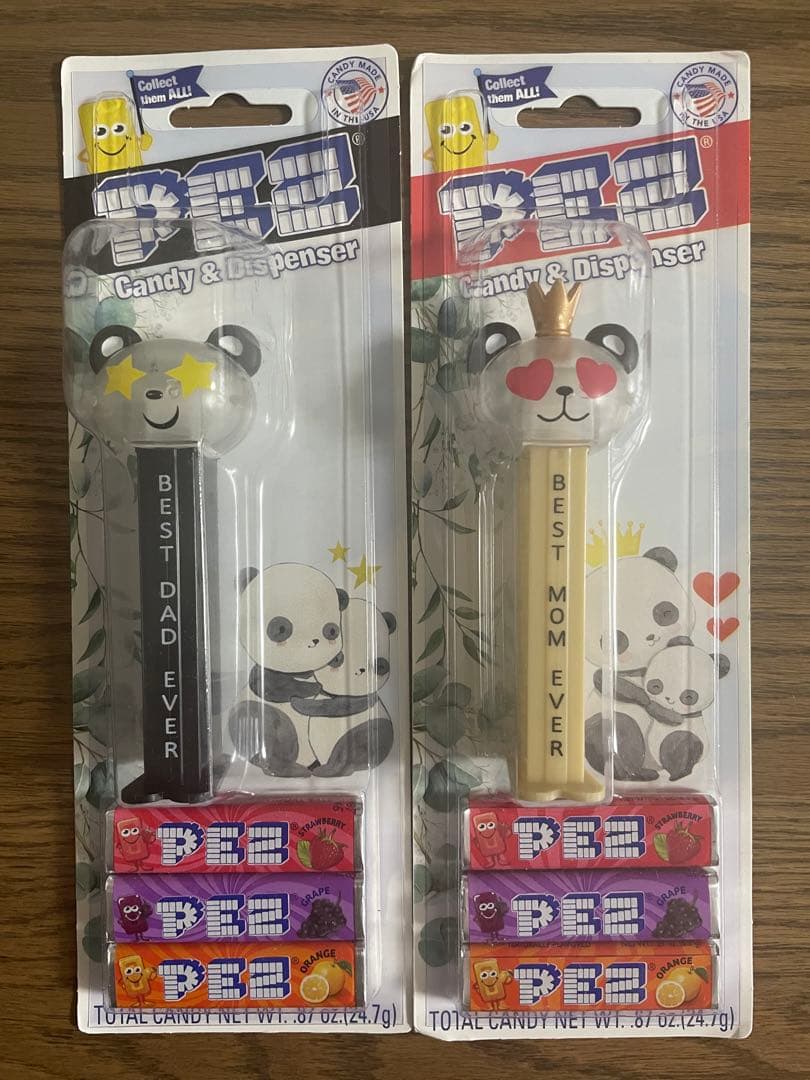 Collect
them ALL!
CANDY MADE
IN THE USA
PEZ®
Candy & Dispenser
BEST DAD EVER
PEZ®
STRAWBERRY
PEZ®
GRAPE
PEZ®
ORANGE
TOTAL CANDY NET WT. .87 oz.(24.7g)
Collect
them ALL!
CANDY MADE
BY THE USA
PEZ®
Candy & Dispenser
BEST MOM EVER
PEZ®
STRAWBERRY
PEZ®
GRAPE
PEZ®
ORANGE
TOTAL CANDY NET WT. .87 oz.(24.7g)